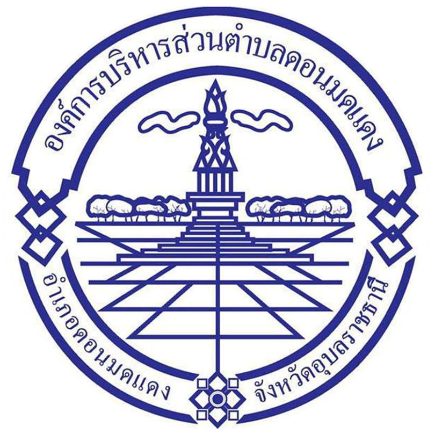 องค์การบริหารส่วนตำบลดอนมดแดง
อำเภอดอนมดแดง
จังหวัดอุบลราชธานี